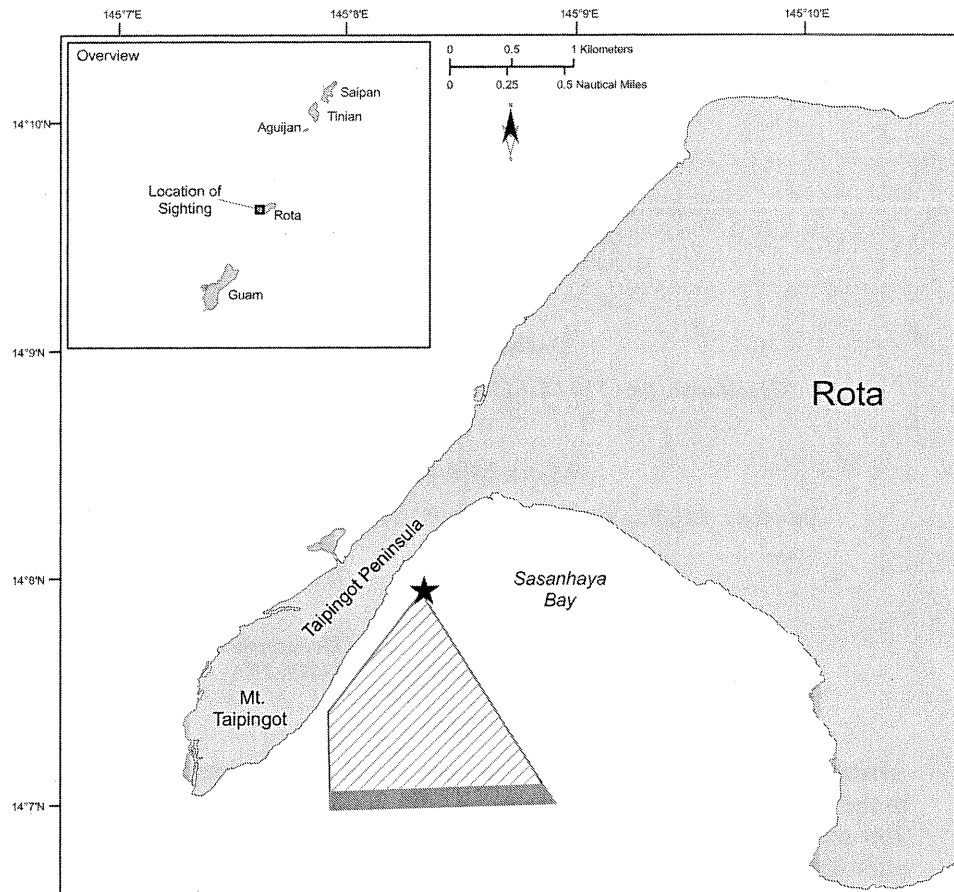 145°7'E
145°8'E
145°9'E
145°10'E
Overview
0 0.5 1 Kilometers
0 0.25 0.5 Nautical Miles
Saipan
Tinian
Aguijan
14°10'N
N
S
Location of
Sighting
Rota
Guam
14°9'N
Rota
14°8'N
Taipingot Peninsula
Sasanhaya
Bay
Mt.
Taipingot
14°7'N